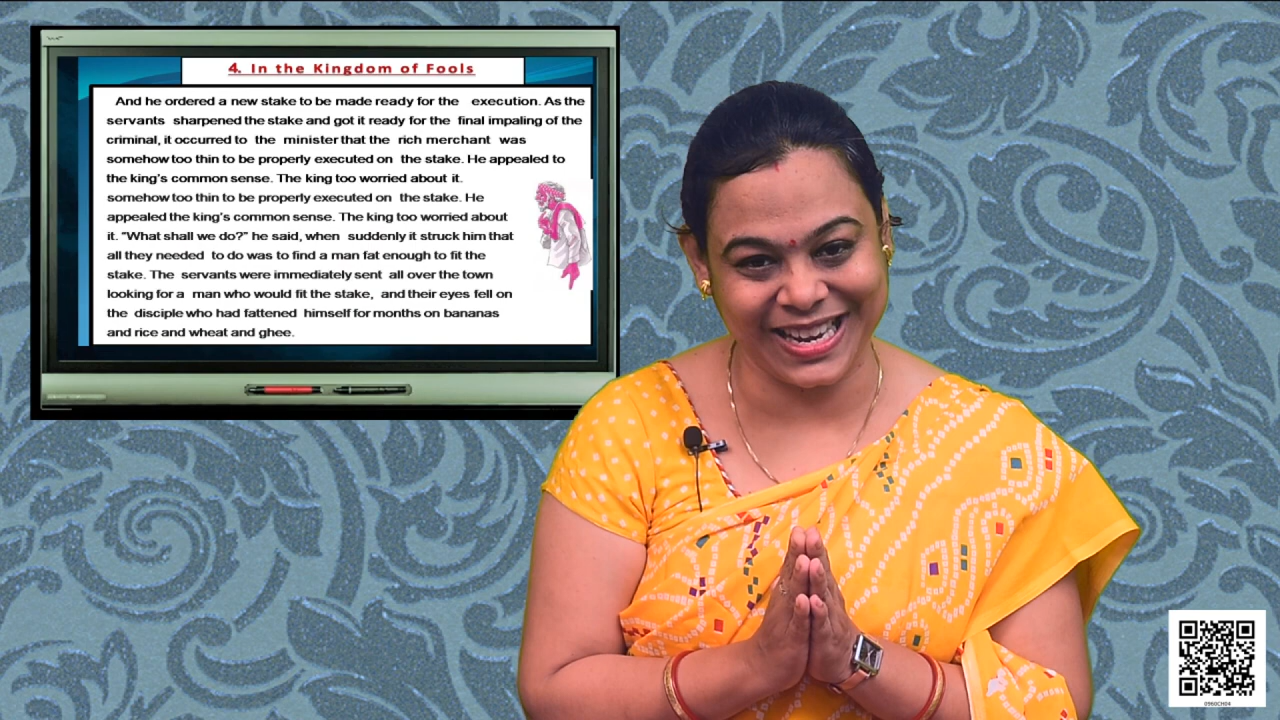 4. In the Kingdom of Fools
And he ordered a new stake to be made ready for the execution. As the
servants sharpened the stake and got it ready for the final impaling of the
criminal, it occurred to the minister that the rich merchant was
somehow too thin to be properly executed on the stake. He appealed to
the king's common sense. The king too worried about it.
somehow too thin to be properly executed on the stake. He
appealed the king's common sense. The king too worried about
it. "What shall we do?" he said, when suddenly it struck him that
all they needed to do was to find a man fat enough to fit the
stake. The servants were immediately sent all over the town
looking for a man who would fit the stake, and their eyes fell on
the disciple who had fattened himself for months on bananas
and rice and wheat and ghee.
0960CH04